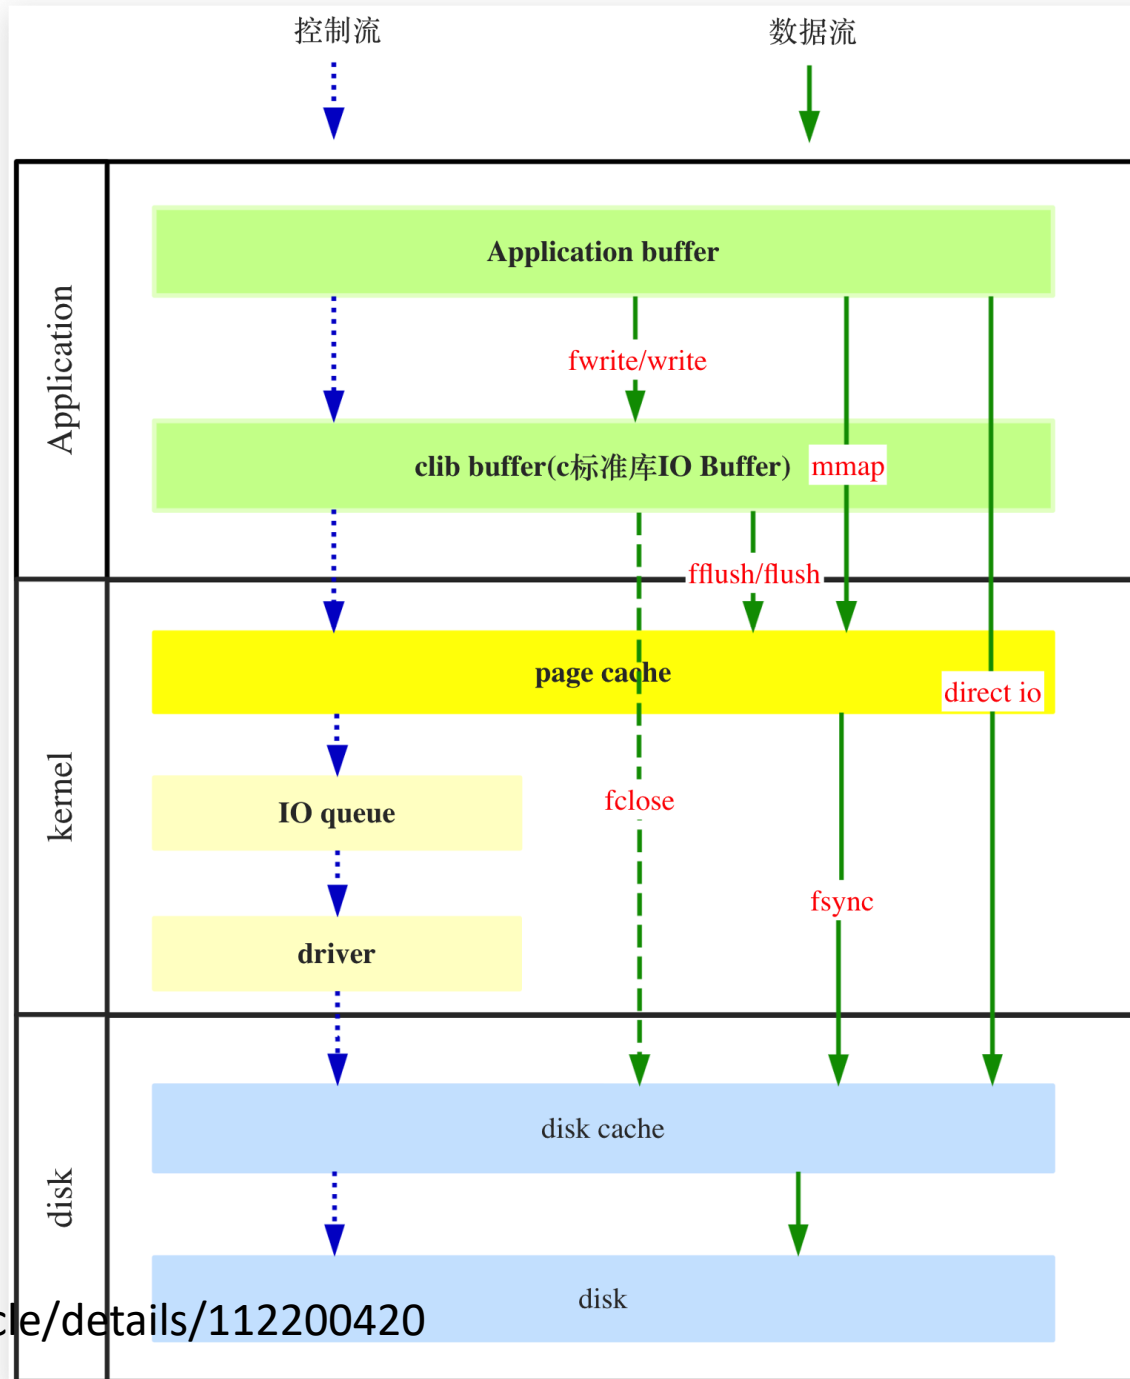 控制流
数据流
Application
Application buffer
fwrite/write
clib buffer(c标准库IO Buffer)
mmap
fflush/flush
kernel
page cache
direct io
IO queue
fclose
fsync
driver
disk
disk cache
disk
cle/details/112200420